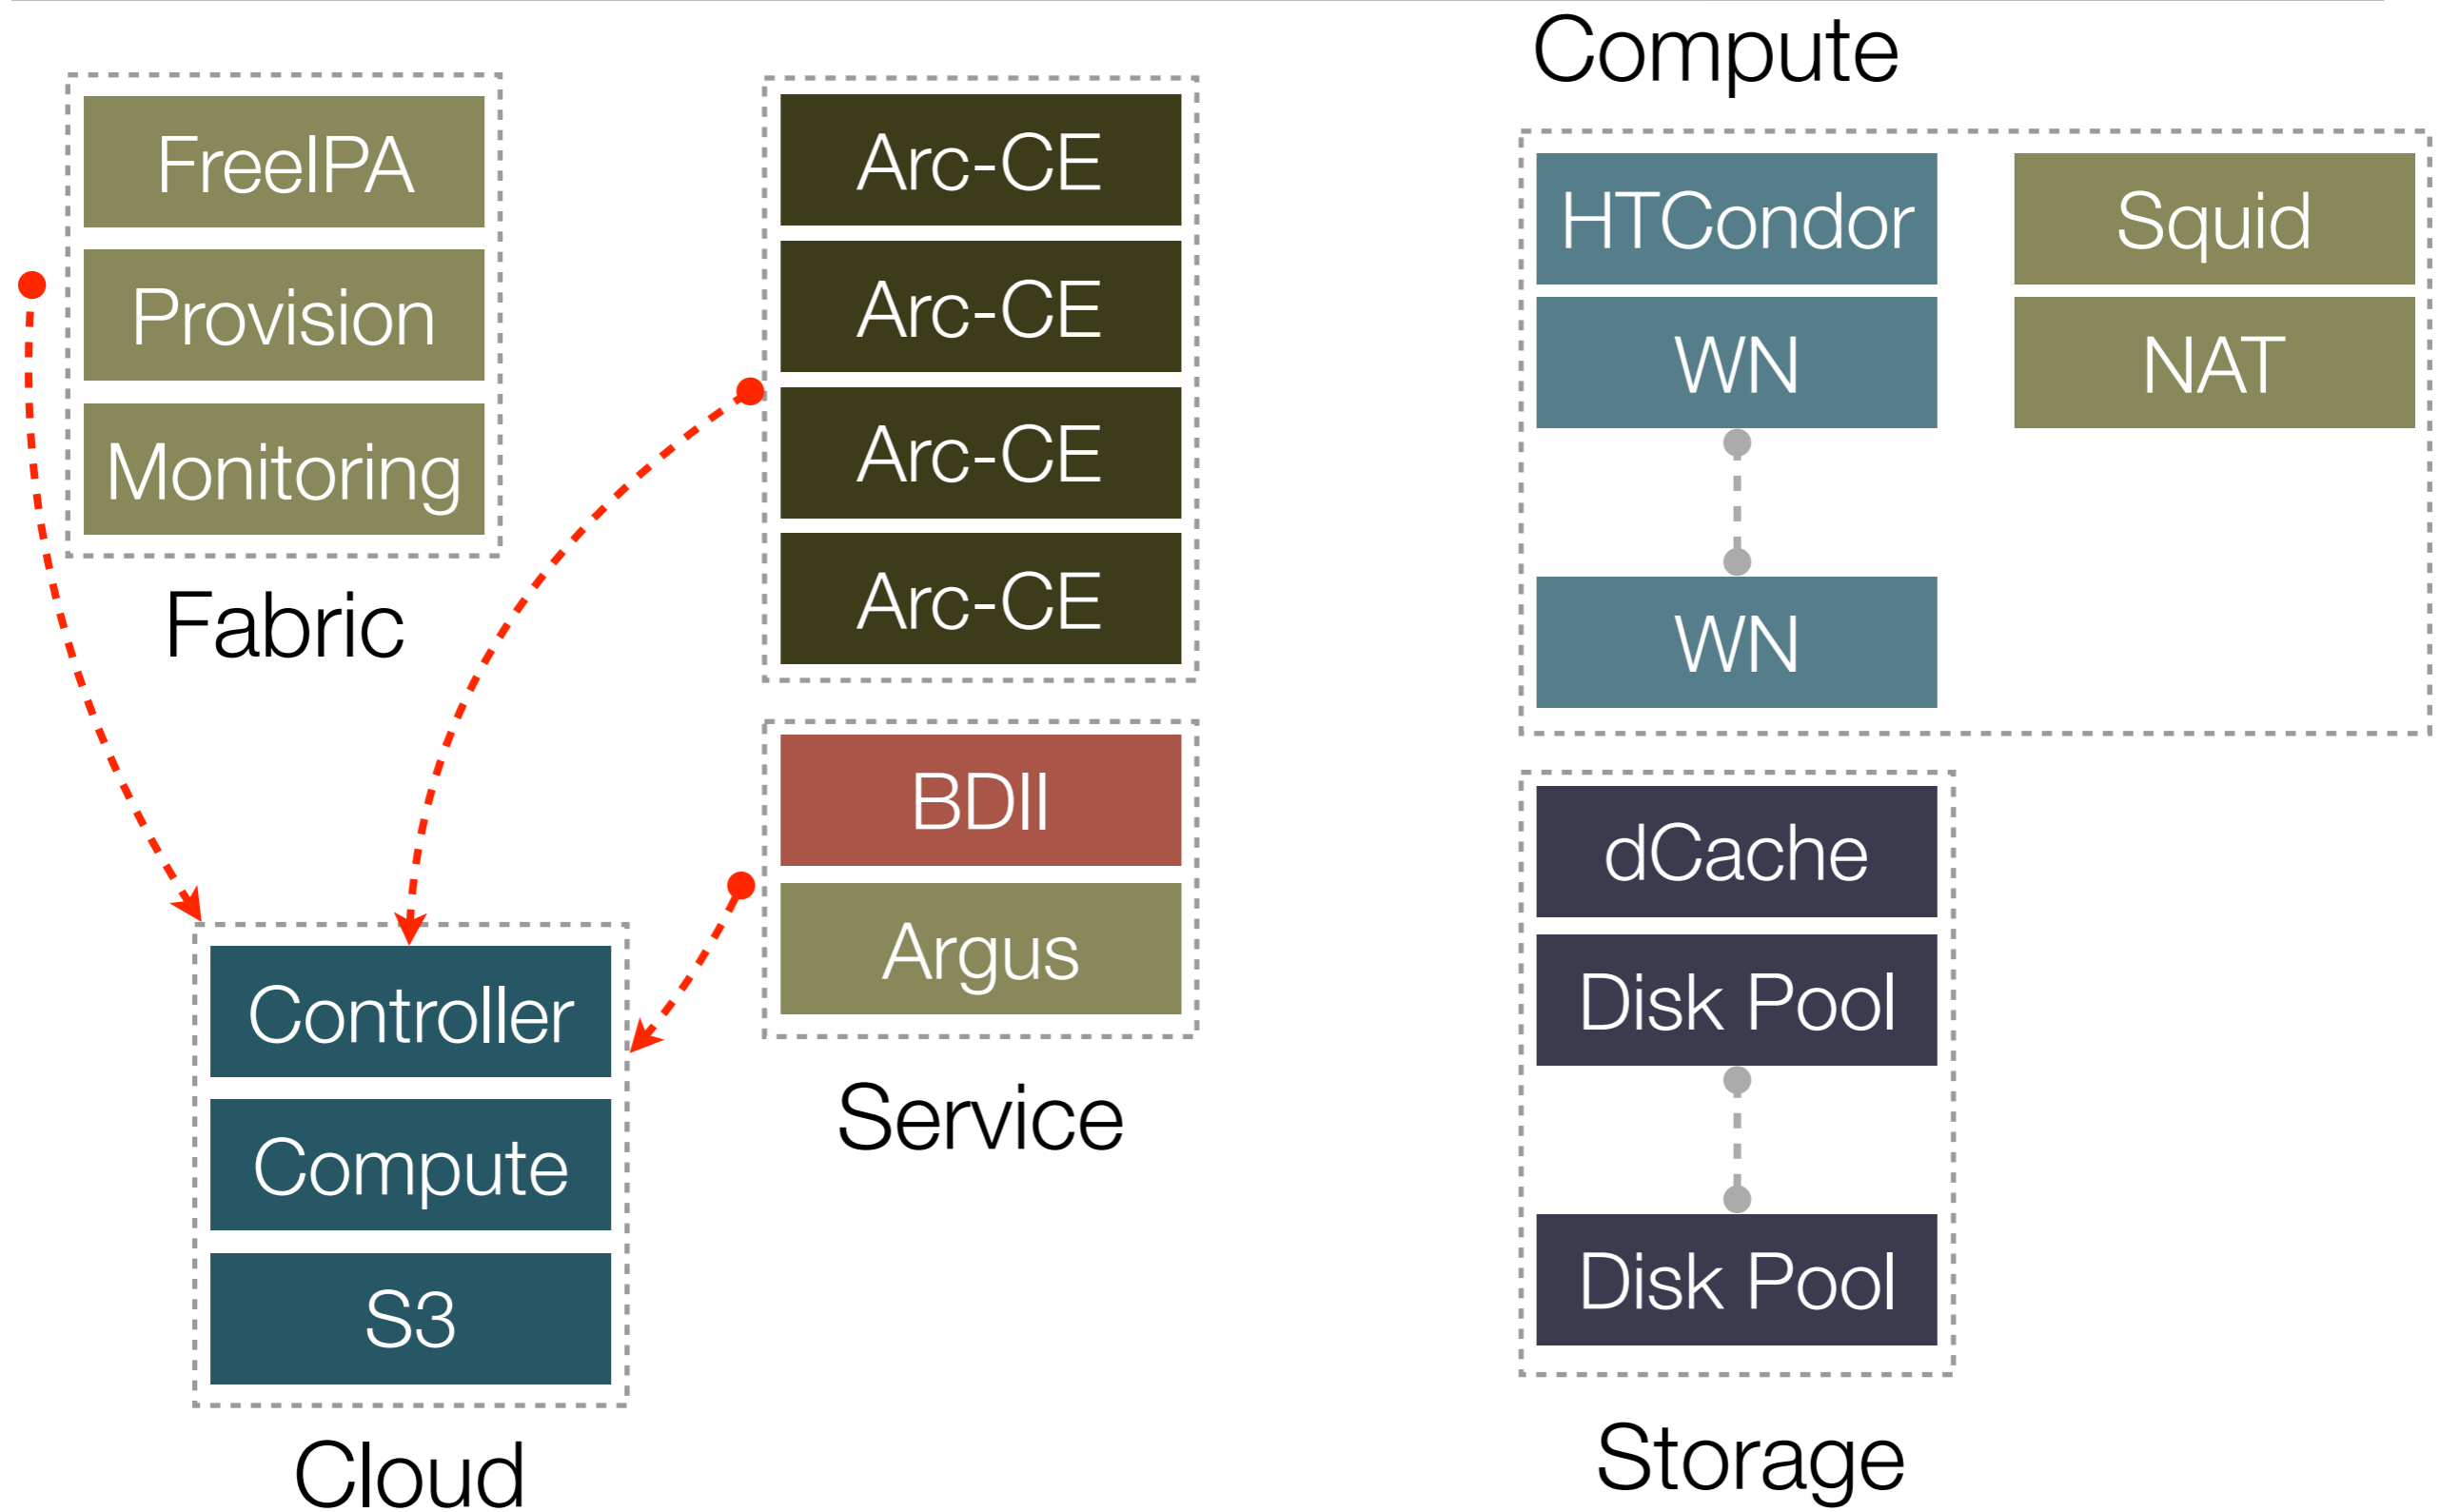 FreeIPA
Provision
Monitoring
Fabric
Controller
Compute
S3
Cloud
Arc-CE
Arc-CE
Arc-CE
Arc-CE
BDII
Argus
Service
Compute
HTCondor
Squid
WN
NAT
WN
dCache
Disk Pool
Disk Pool
Storage